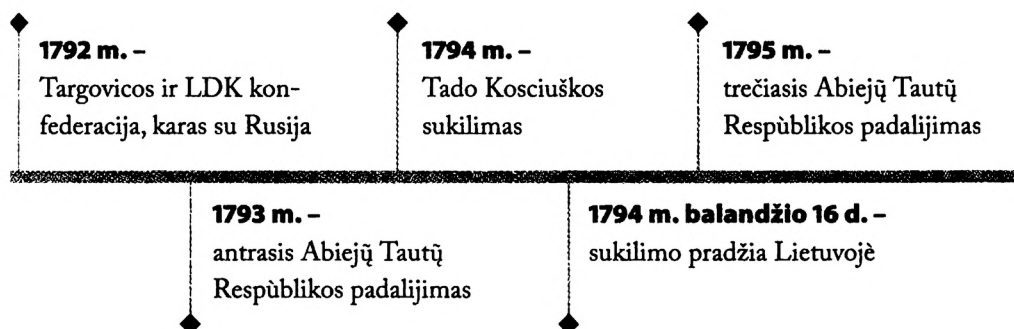 1792 m. –
Targovicos ir LDK kon-
federacija, karas su Rusija
1793 m. –
antrasis Abiejų̃ Tautų̃
Respùblikos padalijimas
1794 m. –
Tado Kosciuškos
sukilimas
1794 m. balandžio 16 d. –
sukilimo pradžia Lietuvojè
1795 m. –
trečiasis Abiejų̃ Tautų̃
Respùblikos padalijimas